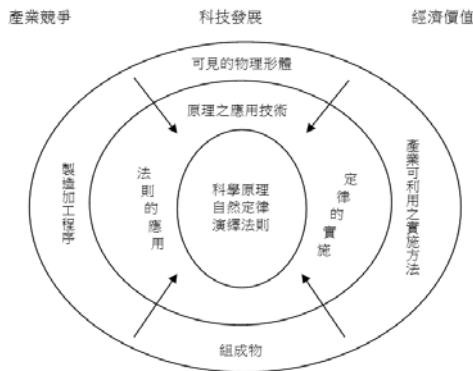 產業競爭 科技發展 經濟價值
可見的物理形體
原理之應用技術
製造加工程序
法則的應用
科學原理
自然定律
演繹法則
定律的實施
產業可利用之實施方法
組成物